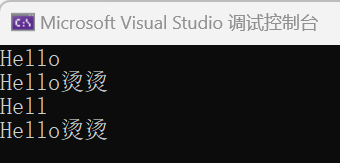 C:\
Microsoft Visual Studio 调试控制台
Hello
Hello烫烫
Hell
Hello烫烫